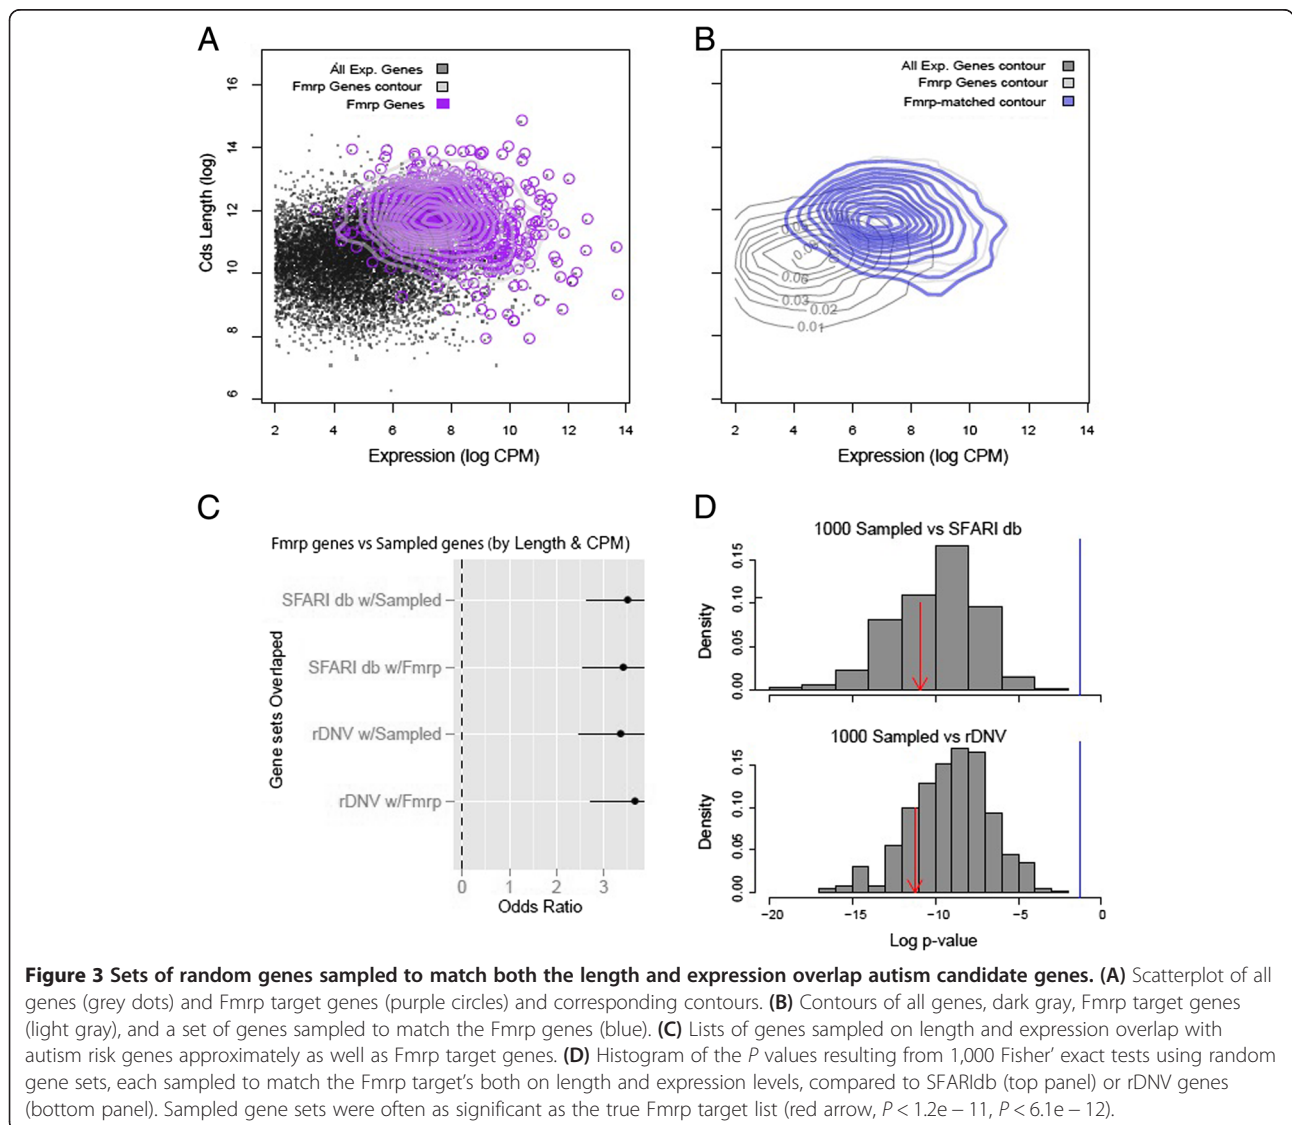 A
All Exp. Genes
Fmrp Genes contour
Fmrp Genes
16
14
12
10
8
6
Cds Length (log)
2 4 6 8 10 12 14
Expression (log CPM)
B
All Exp. Genes contour
Fmrp Genes contour
Fmrp-matched contour
0.06
0.03
0.02
0.01
2 4 6 8 10 12 14
Expression (log CPM)
C
Fmrp genes vs Sampled genes (by Length & CPM)
Gene sets Overlaped
SFARI db w/Sampled
SFARI db w/Fmrp
rDNV w/Sampled
rDNV w/Fmrp
0 1 2 3
Odds Ratio
D
1000 Sampled vs SFARI db
Density
0.15
0.10
0.05
0.00
1000 Sampled vs rDNV
Density
0.15
0.10
0.05
0.00
−20 −15 −10 −5 0
Log p-value
Figure 3 Sets of random genes sampled to match both the length and expression overlap autism candidate genes. (A) Scatterplot of all
genes (grey dots) and Fmrp target genes (purple circles) and corresponding contours. (B) Contours of all genes, dark gray, Fmrp target genes
(light gray), and a set of genes sampled to match the Fmrp genes (blue). (C) Lists of genes sampled on length and expression overlap with
autism risk genes approximately as well as Fmrp target genes. (D) Histogram of the P values resulting from 1,000 Fisher’ exact tests using random
gene sets, each sampled to match the Fmrp target’s both on length and expression levels, compared to SFARIdb (top panel) or rDNV genes
(bottom panel). Sampled gene sets were often as significant as the true Fmrp target list (red arrow, P < 1.2e − 11, P < 6.1e − 12).